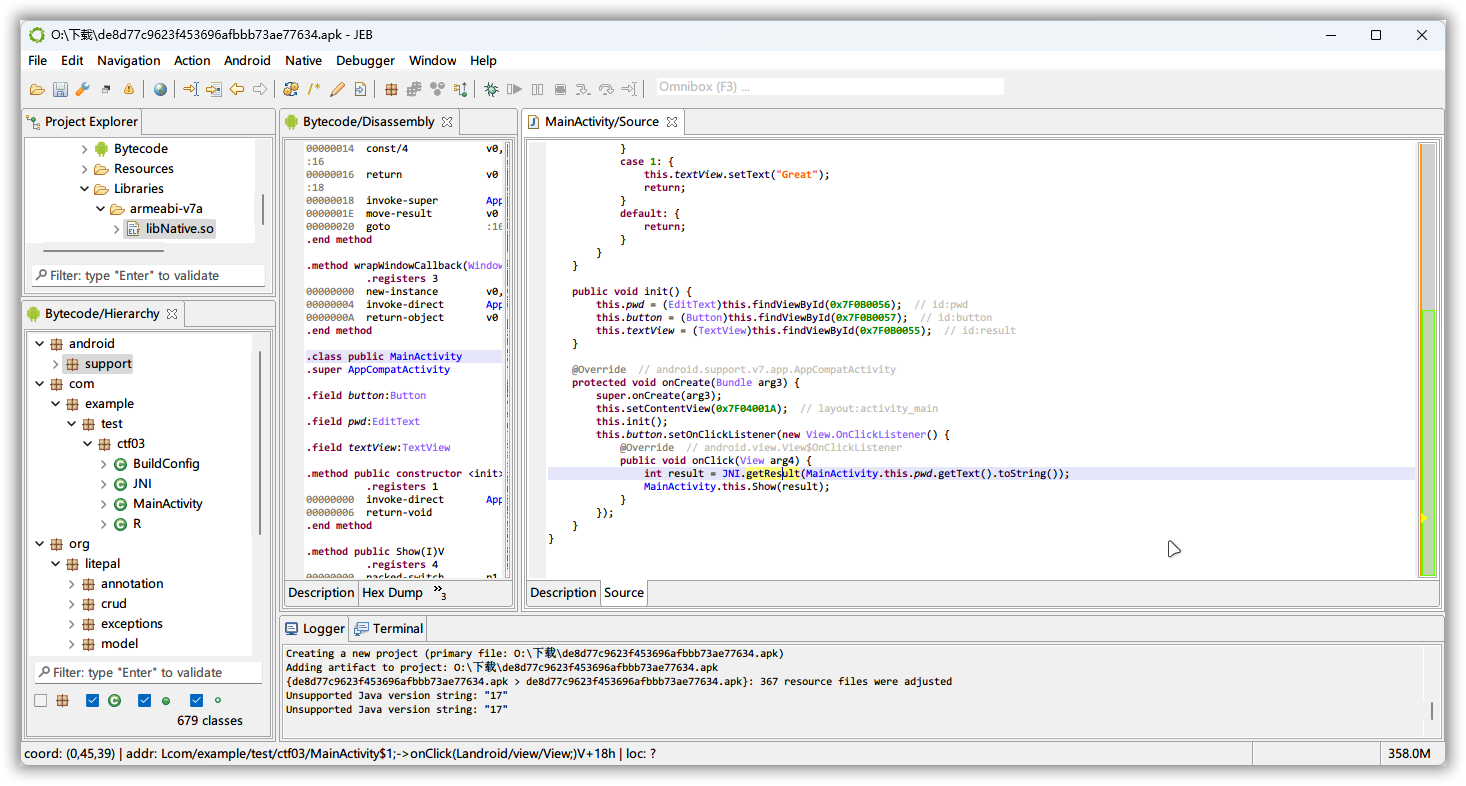 O:\下载\de8d77c9623f453696afbbb73ae77634.apk - JEB
File Edit Navigation Action Android Native Debugger Window Help
Omnibox (F3) ...
Project Explorer
Bytecode
Resources
Libraries
armeabi-v7a
libNative.so
Filter: type "Enter" to validate
Bytecode/Hierarchy
android
support
com
example
test
ctf03
BuildConfig
JNI
MainActivity
R
org
litepal
annotation
crud
exceptions
model
Filter: type "Enter" to validate
679 classes
Bytecode/Disassembly
00000014 const/4 v0,
:16
00000016 return v0
:18
00000018 invoke-super App
0000001E move-result v0
00000020 goto :16
.end method
.method wrapWindowCallback(Window
.registers 3
00000000 new-instance v0,
00000004 invoke-direct App
0000000A return-object v0
.end method
.class public MainActivity
.super AppCompatActivity
.field button:Button
.field pwd:EditText
.field textView:TextView
.method public constructor <init>
.registers 1
00000000 invoke-direct App
00000006 return-void
.end method
.method public Show(I)V
.registers 4
00000000 packed-switch p1
Description Hex Dump »3
MainActivity/Source
}
case 1: {
this.textView.setText("Great");
return;
}
default: {
return;
}
}
}
public void init() {
this.pwd = (EditText)this.findViewById(0x7F0B0056);  // id:pwd
this.button = (Button)this.findViewById(0x7F0B0057);  // id:button
this.textView = (TextView)this.findViewById(0x7F0B0055);  // id:result
}
@Override  // android.support.v7.app.AppCompatActivity
protected void onCreate(Bundle arg3) {
super.onCreate(arg3);
this.setContentView(0x7F04001A);  // layout:activity_main
this.init();
this.button.setOnClickListener(new View.OnClickListener() {
@Override  // android.view.View$OnClickListener
public void onClick(View arg4) {
int result = JNI.getResult(MainActivity.this.pwd.getText().toString());
MainActivity.this.Show(result);
}
});
}
}
Description Source
Logger Terminal
Creating a new project (primary file: O:\下载\de8d77c9623f453696afbbb73ae77634.apk)
Adding artifact to project: O:\下载\de8d77c9623f453696afbbb73ae77634.apk
{de8d77c9623f453696afbbb73ae77634.apk > de8d77c9623f453696afbbb73ae77634.apk}: 367 resource files were adjusted
Unsupported Java version string: "17"
Unsupported Java version string: "17"
coord: (0,45,39) | addr: Lcom/example/test/ctf03/MainActivity$1;->onClick(Landroid/view/View;)V+18h | loc: ?
358.0M